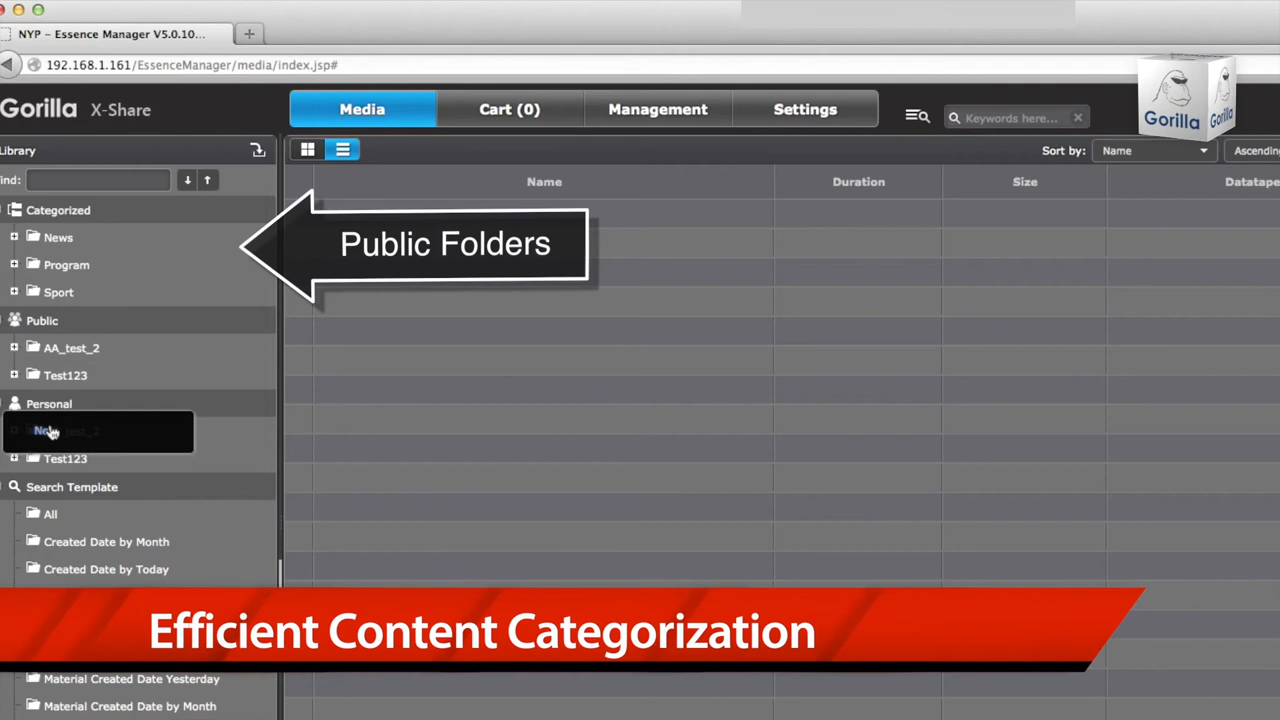 NYP – Essence Manager V5.0.10...
192.168.1.161/EssenceManager/media/index.jsp#
Gorilla X-Share
Media
Cart (0)
Management
Settings
Keywords here...
Gorilla
Gorilla
Library
Sort by:
Name
Name
Duration
Size
Categorized
News
Program
Sport
Public Folders
Public
AA_test_2
Test123
Personal
Test123
Search Template
All
Created Date by Month
Created Date by Today
Efficient Content Categorization
Material Created Date Yesterday
Material Created Date by Month